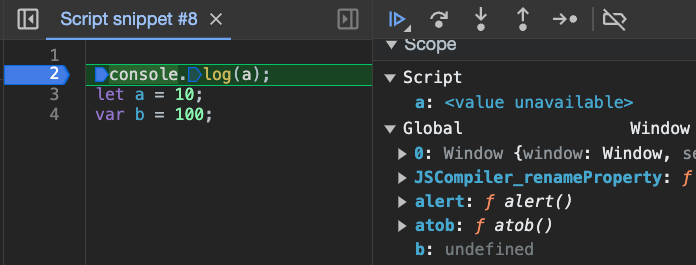 Script snippet #8 ×
1
2 console.log(a);
3 let a = 10;
4 var b = 100;
Scope
Script
a: <value unavailable>
Global Window
0: Window {window: Window, se
JSCompiler_renameProperty: ƒ
alert: ƒ alert()
atob: ƒ atob()
b: undefined